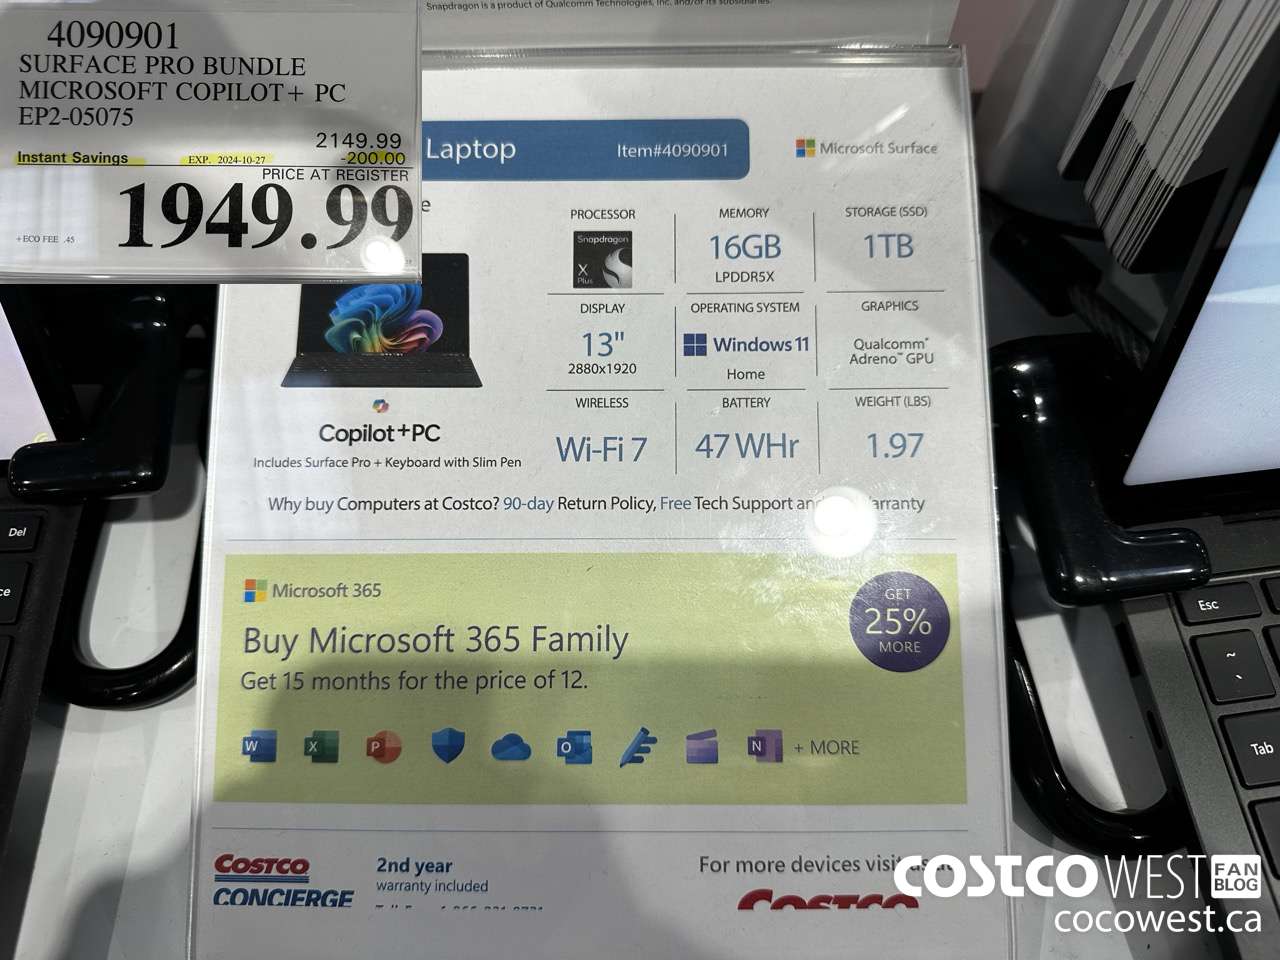 Snapdragon is a product of Qualcomm Technologies, Inc. and/or its subsidiaries.
4090901
SURFACE PRO BUNDLE
MICROSOFT COPILOT+ PC
EP2-05075
2149.99
Instant Savings EXP. 2024-10-27 -200.00
PRICE AT REGISTER
1949.99
+ECO FEE .45
Laptop Item#4090901
Microsoft Surface
PROCESSOR
Snapdragon
X
Plus
MEMORY
16GB
LPDDR5X
STORAGE (SSD)
1TB
DISPLAY
13"
2880x1920
OPERATING SYSTEM
Windows 11
Home
GRAPHICS
Qualcomm®
Adreno™ GPU
WIRELESS
Wi-Fi 7
BATTERY
47 WHr
WEIGHT (LBS)
1.97
Copilot+PC
Includes Surface Pro + Keyboard with Slim Pen
Why buy Computers at Costco? 90-day Return Policy, Free Tech Support and
Microsoft 365
Buy Microsoft 365 Family
Get 15 months for the price of 12.
GET
25%
MORE
W X P O N + MORE
COSTCO
CONCIERGE
2nd year
warranty included
For more devices visit
COSTCO
Del
Esc
~
Tab
COSTCO WEST FAN
BLOG
cocowest.ca